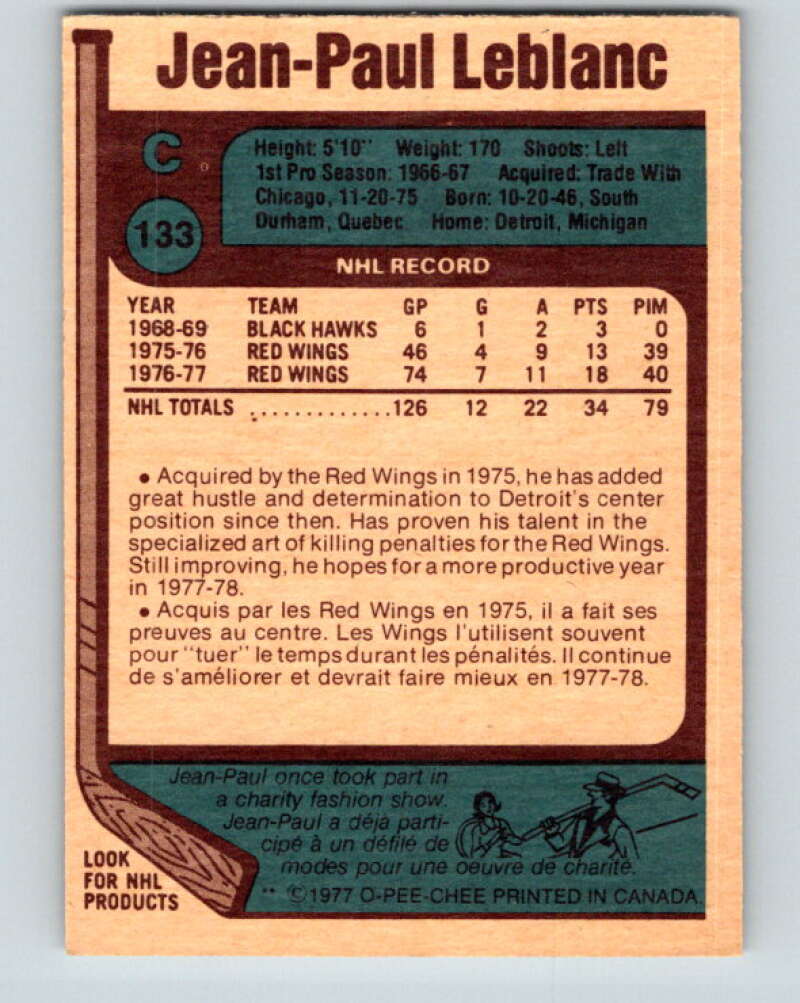 Jean-Paul Leblanc
C
Height: 5'10'' Weight: 170 Shoots: Left
1st Pro Season: 1966-67 Acquired: Trade With
Chicago, 11-20-75 Born: 10-20-46, South
Durham, Quebec Home: Detroit, Michigan
133
NHL RECORD
YEAR TEAM GP G A PTS PIM
1968-69 BLACK HAWKS 6 1 2 3 0
1975-76 RED WINGS 46 4 9 13 39
1976-77 RED WINGS 74 7 11 18 40
NHL TOTALS .............126 12 22 34 79
• Acquired by the Red Wings in 1975, he has added
great hustle and determination to Detroit's center
position since then. Has proven his talent in the
specialized art of killing penalties for the Red Wings.
Still improving, he hopes for a more productive year
in 1977-78.
• Acquis par les Red Wings en 1975, il a fait ses
preuves au centre. Les Wings l'utilisent souvent
pour "tuer" le temps durant les pénalités. Il continue
de s'améliorer et devrait faire mieux en 1977-78.
Jean-Paul once took part in
a charity fashion show.
Jean-Paul a déjà parti-
cipé à un défilé de
modes pour une oeuvre de charité.
LOOK
FOR NHL
PRODUCTS
** ©1977 O-PEE-CHEE PRINTED IN CANADA